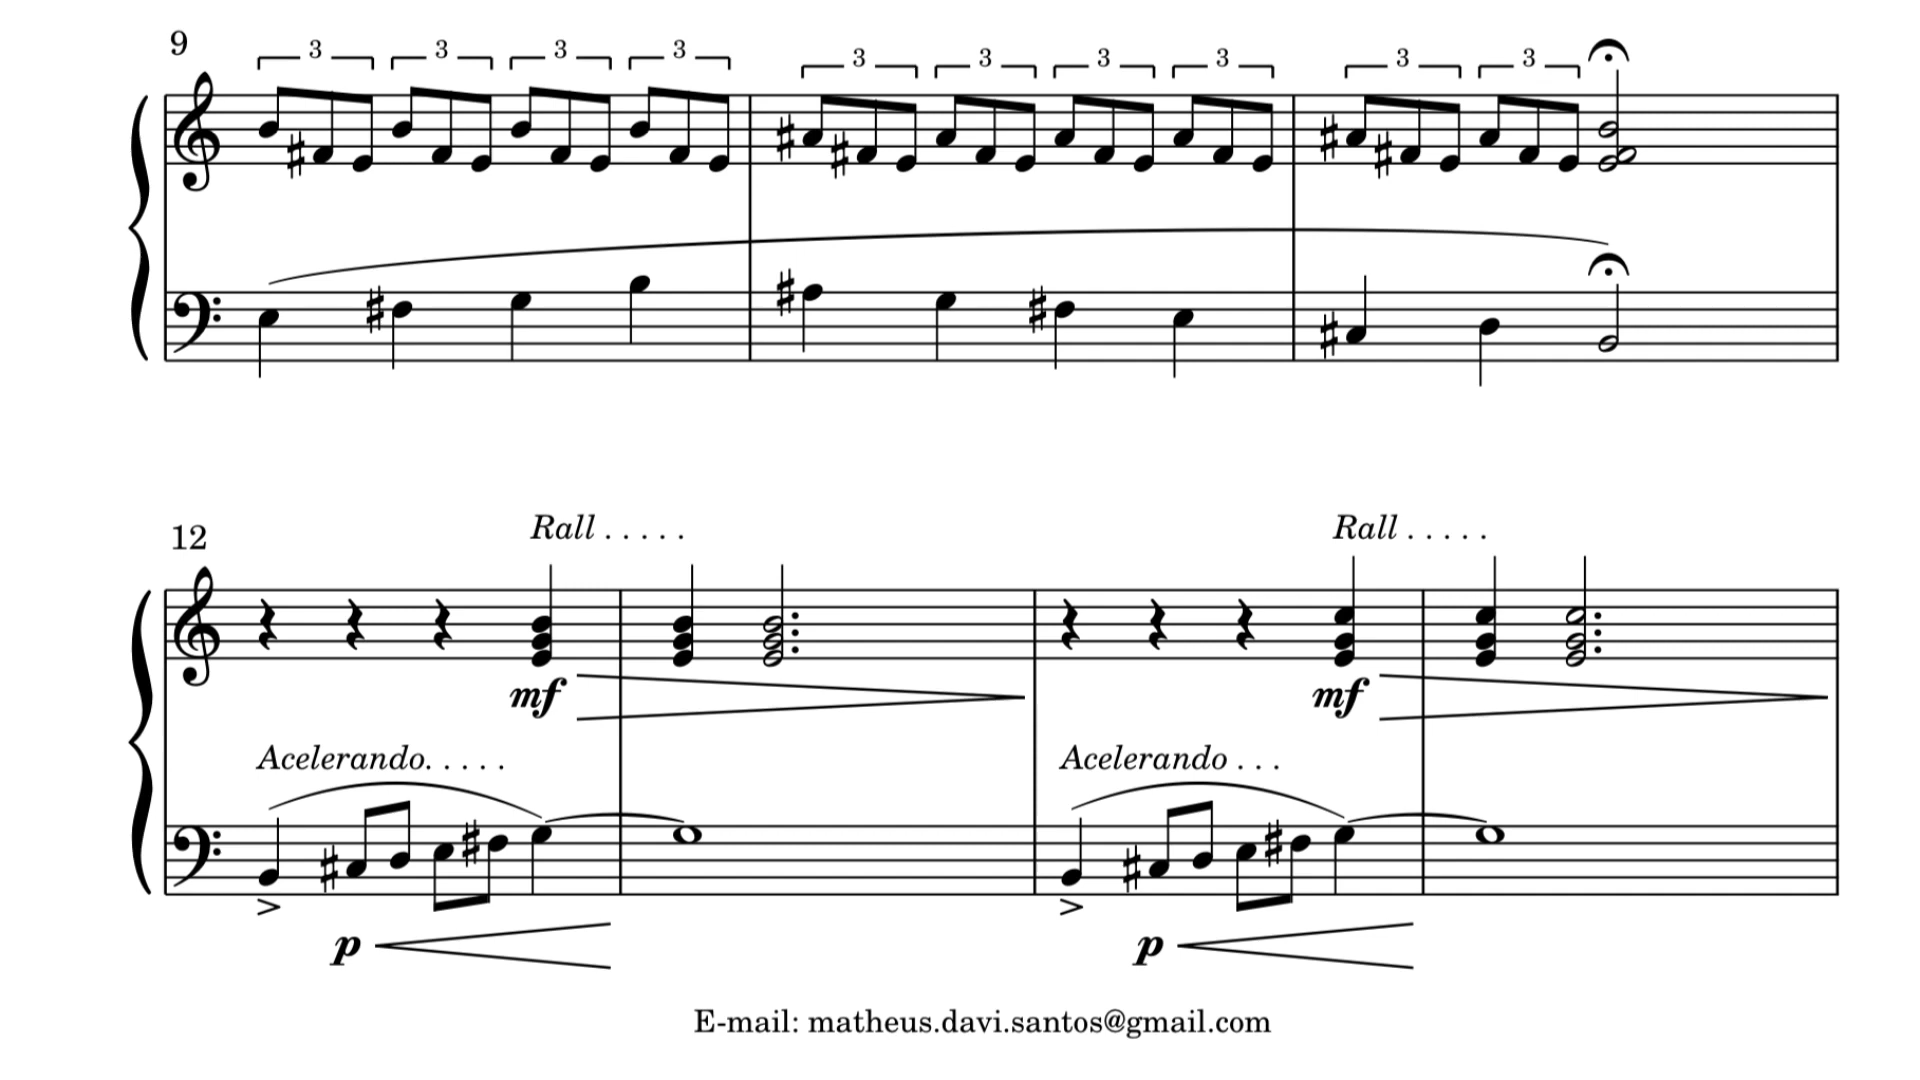 9
3 3 3 3 3 3 3 3 3 3
12
Rall . . . . . Rall . . . . .
mf mf
Acelerando. . . . . Acelerando . . .
p p
E-mail: matheus.davi.santos@gmail.com